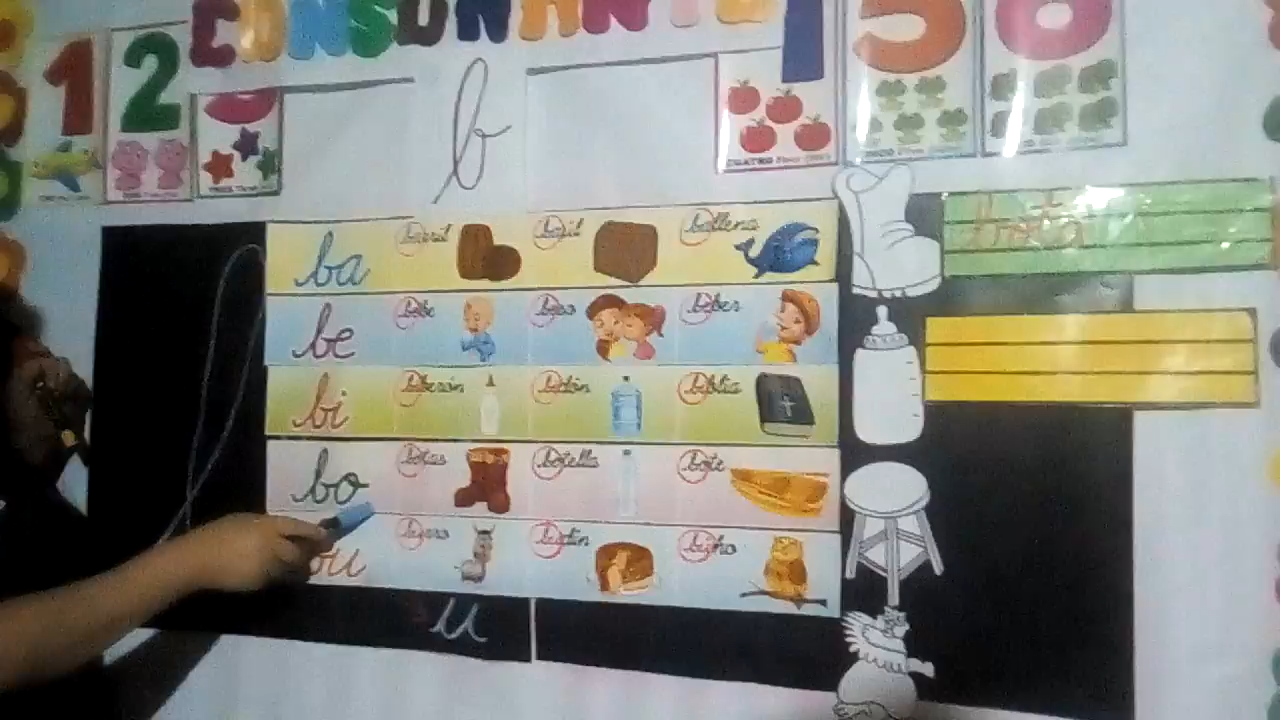 CONSONANTE
1 2
5 6
b
ba barril baúl ballena
be bebe beso beber
bi biberón bidón biblia
bo botas botella bote
bu burro budín búho
u
bota